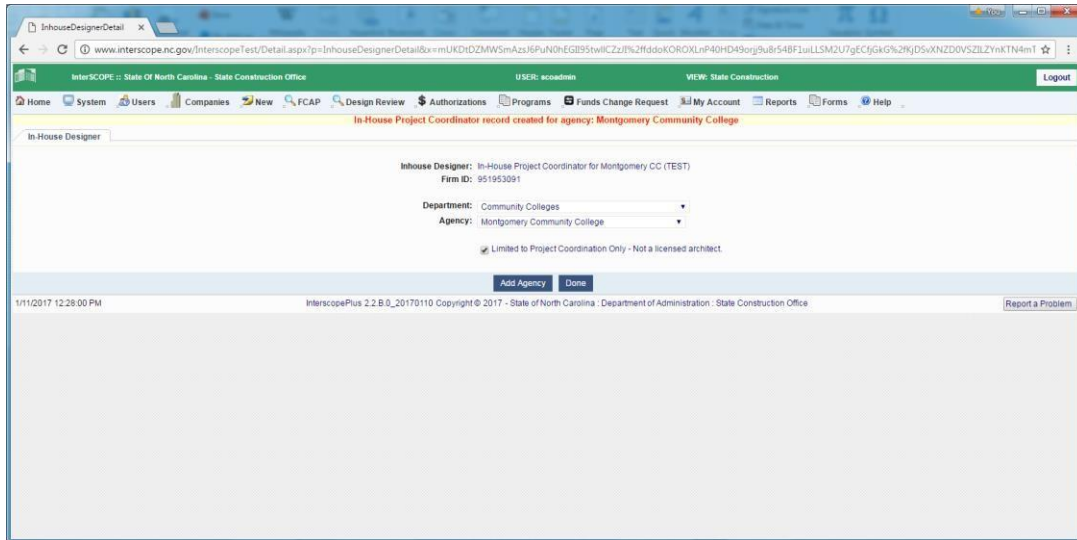 InhouseDesignerDetail
You
www.interscope.nc.gov/InterscopeTest/Detail.aspx?p=InhouseDesignerDetail&x=
InterSCOPE :: State Of North Carolina - State Construction Office USER: acoadmin VIEW: State Construction Logout
Home System Users Companies New FCAP Design Review Authorizations Programs Funds Change Request My Account Reports Forms Help
In-House Project Coordinator record created for agency: Montgomery Community College
In-House Designer
Inhouse Designer: In-House Project Coordinator for Montgomery CC (TEST)
Firm ID: 951953091
Department: Community Colleges
Agency: Montgomery Community College
Limited to Project Coordination Only - Not a licensed architect.
Add Agency Done
1/11/2017 12:28:00 PM InterscopePlus 2.2.B.0_20170110 Copyright © 2017 - State of North Carolina : Department of Administration : State Construction Office Report a Problem